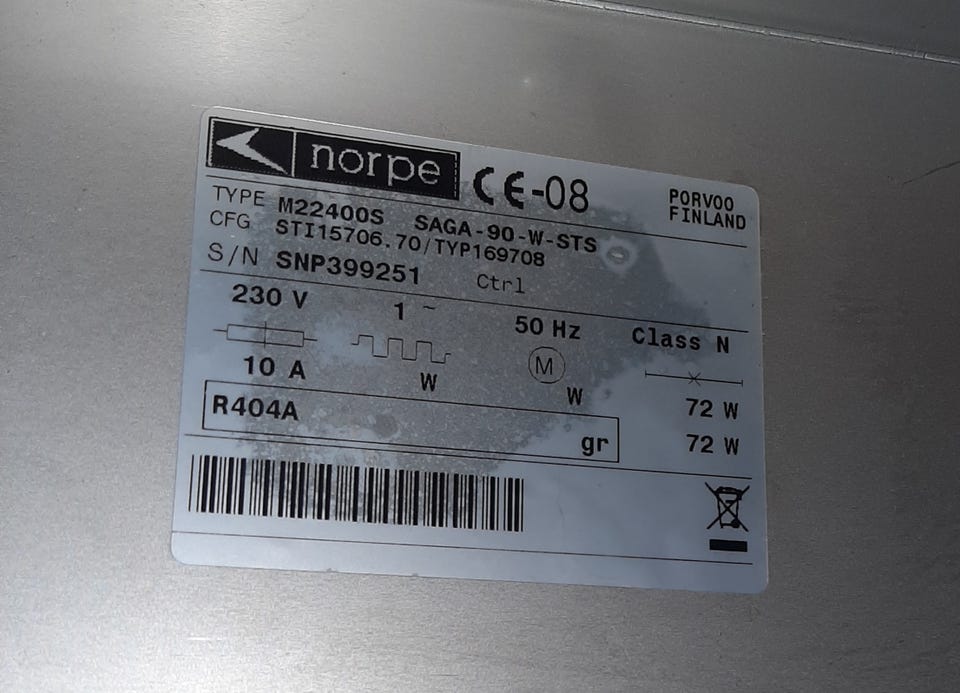 norpe CE-08 PORVOO
FINLAND
TYPE M22400S SAGA-90-W-STS
CFG STI15706.70/TYP169708
S/N SNP399251 Ctrl
230 V 1 ~ 50 Hz Class N
M
10 A W W 72 W
R404A gr 72 W